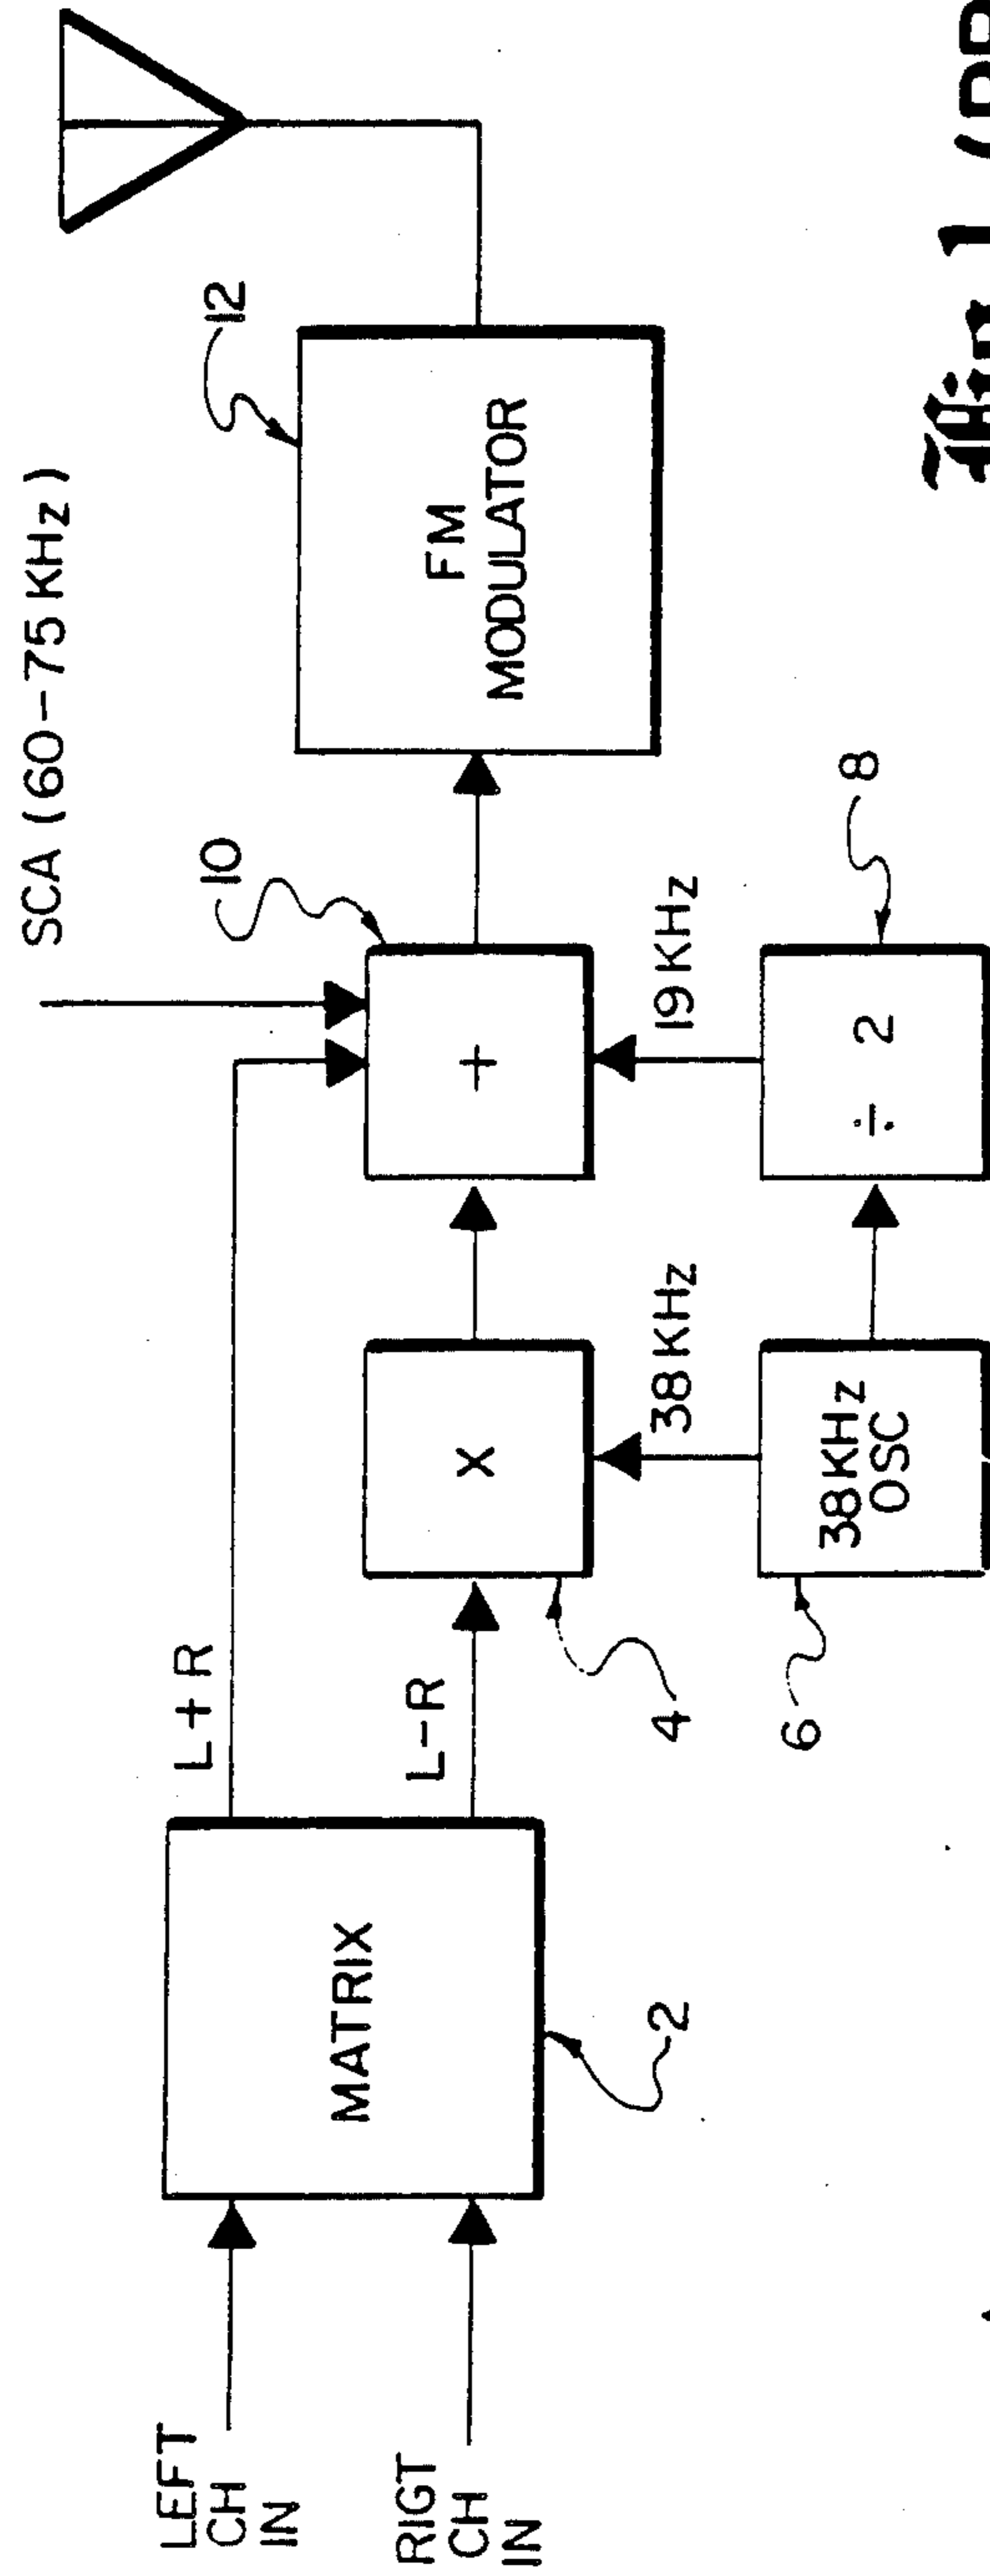 SCA (60-75 KHz)
LEFT
CH
IN
RIGT
CH
IN
MATRIX
2
L+R
L-R
X
4
38 KHz
38 KHz
OSC
6
+
10
19 KHz
÷ 2
8
FM
MODULATOR
12